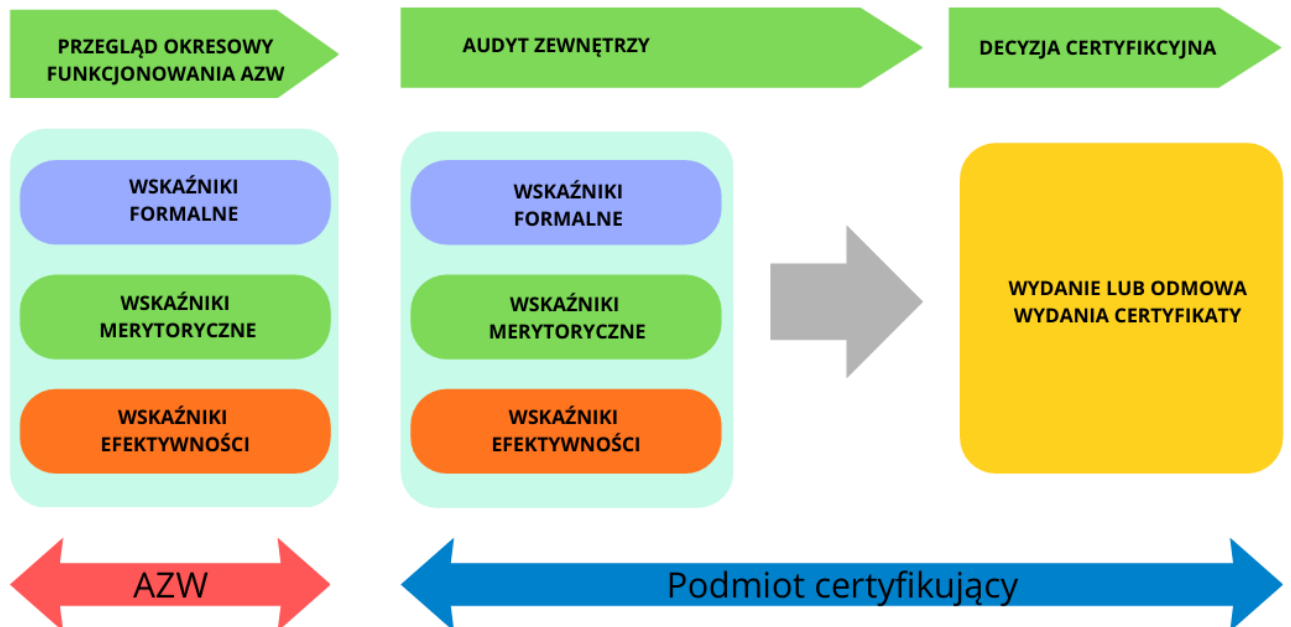 PRZEGLĄD OKRESOWY
FUNKCJONOWANIA AZW
AUDYT ZEWNĘTRZY
DECYZJA CERTYFIKCYJNA
WSKAŹNIKI
FORMALNE
WSKAŹNIKI
MERYTORYCZNE
WSKAŹNIKI
EFEKTYWNOŚCI
WSKAŹNIKI
FORMALNE
WSKAŹNIKI
MERYTORYCZNE
WSKAŹNIKI
EFEKTYWNOŚCI
WYDANIE LUB ODMOWA
WYDANIA CERTYFIKATY
AZW
Podmiot certyfikujący